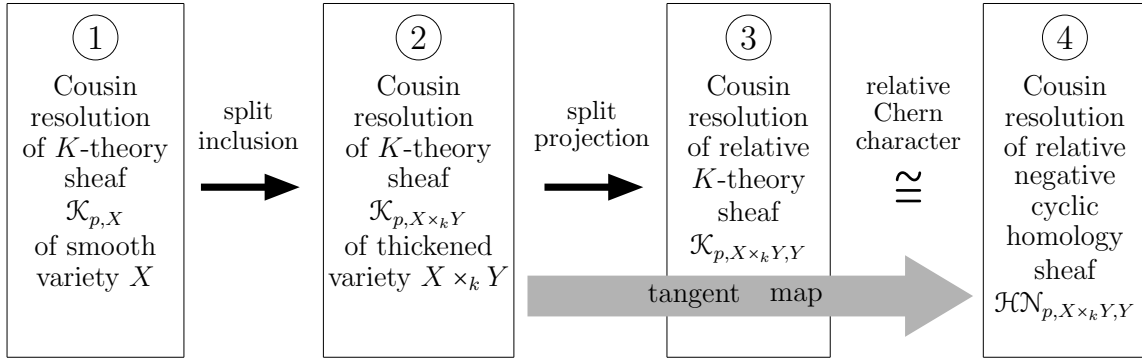 1
Cousin
resolution
of K-theory
sheaf
𝒦_{p,X}
of smooth
variety X
split
inclusion
2
Cousin
resolution
of K-theory
sheaf
𝒦_{p,X×_kY}
of thickened
variety X ×_k Y
split
projection
3
Cousin
resolution
of relative
K-theory
sheaf
𝒦_{p,X×_kY,Y}
relative
Chern
character
≅
4
Cousin
resolution
of relative
negative
cyclic
homology
sheaf
ℋ𝒩_{p,X×_kY,Y}
tangent map